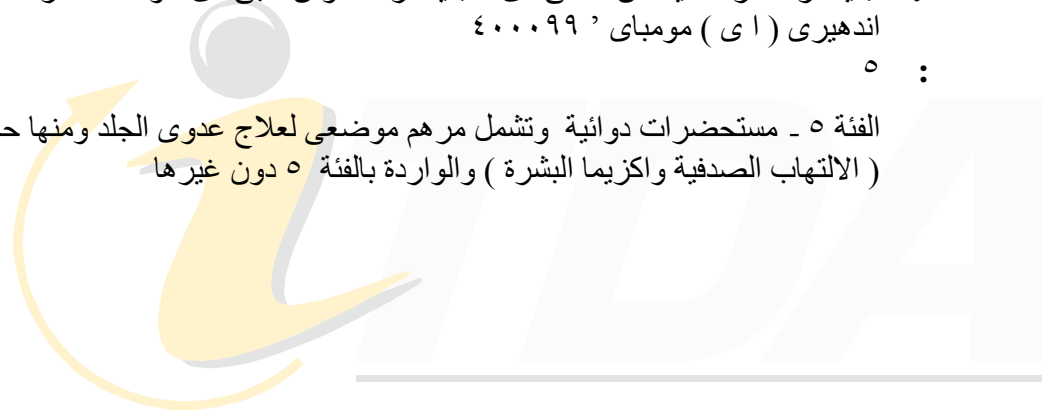 اندهيرى ( ا ى ) مومباى ’ ٤٠٠٠٩٩
: ٥
الفئة ٥ ـ مستحضرات دوائية وتشمل مرهم موضعى لعلاج عدوى الجلد ومنها
( الالتهاب الصدفية واكزيما البشرة ) والواردة بالفئة ٥ دون غيرها
iTDA